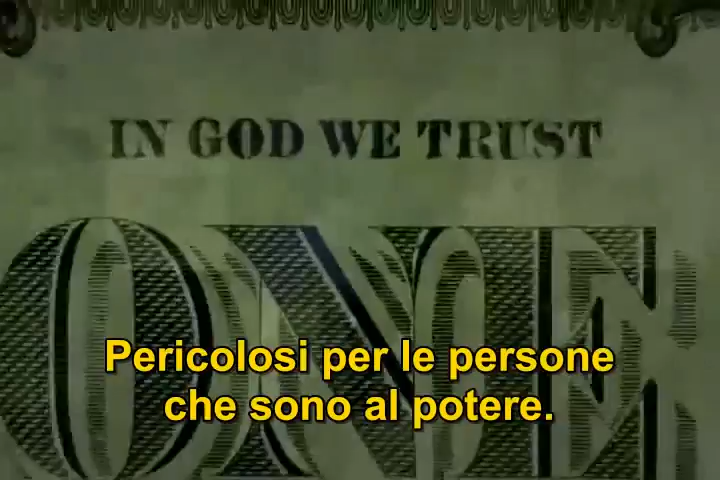 IN GOD WE TRUST
ONE
Pericolosi per le persone
che sono al potere.